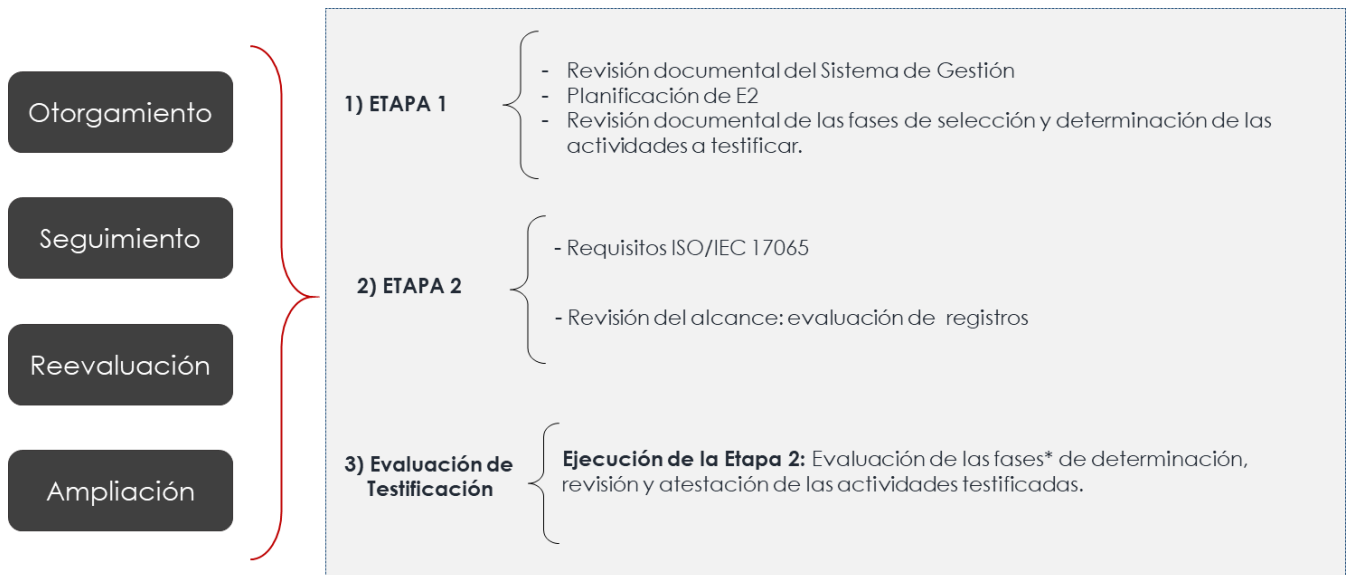 Otorgamiento
Seguimiento
Reevaluación
Ampliación
1) ETAPA 1
- Revisión documental del Sistema de Gestión
- Planificación de E2
- Revisión documental de las fases de selección y determinación de las
actividades a testificar.
2) ETAPA 2
- Requisitos ISO/IEC 17065
- Revisión del alcance: evaluación de registros
3) Evaluación de
Testificación
Ejecución de la Etapa 2: Evaluación de las fases* de determinación,
revisión y atestación de las actividades testificadas.